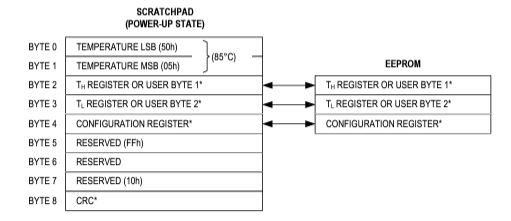 SCRATCHPAD
(POWER-UP STATE)
BYTE 0 TEMPERATURE LSB (50h)
(85°C)
BYTE 1 TEMPERATURE MSB (05h)
EEPROM
BYTE 2 TH REGISTER OR USER BYTE 1* TH REGISTER OR USER BYTE 1*
BYTE 3 TL REGISTER OR USER BYTE 2* TL REGISTER OR USER BYTE 2*
BYTE 4 CONFIGURATION REGISTER* CONFIGURATION REGISTER*
BYTE 5 RESERVED (FFh)
BYTE 6 RESERVED
BYTE 7 RESERVED (10h)
BYTE 8 CRC*